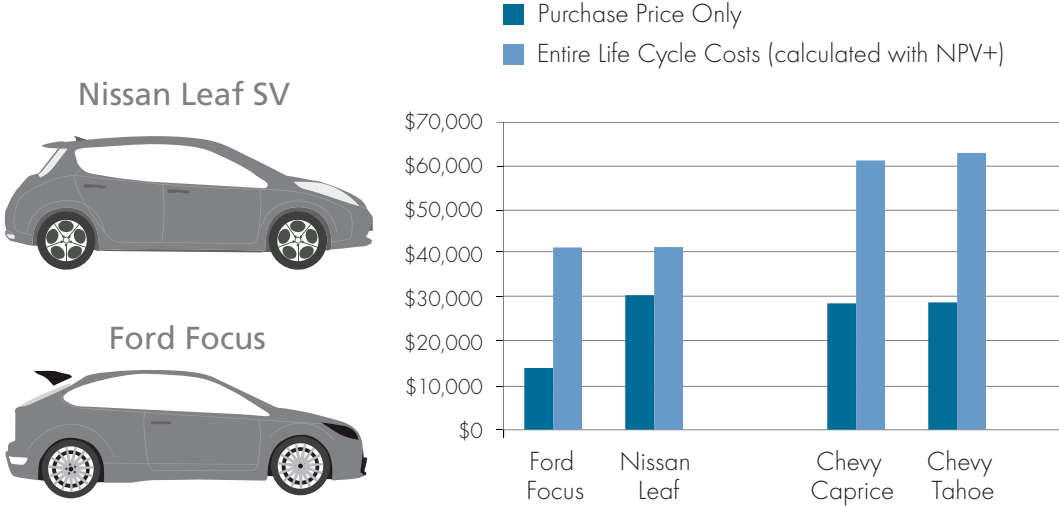 Purchase Price Only
Entire Life Cycle Costs (calculated with NPV+)
Nissan Leaf SV
Ford Focus
$70,000
$60,000
$50,000
$40,000
$30,000
$20,000
$10,000
$0
Ford
Focus
Nissan
Leaf
Chevy
Caprice
Chevy
Tahoe